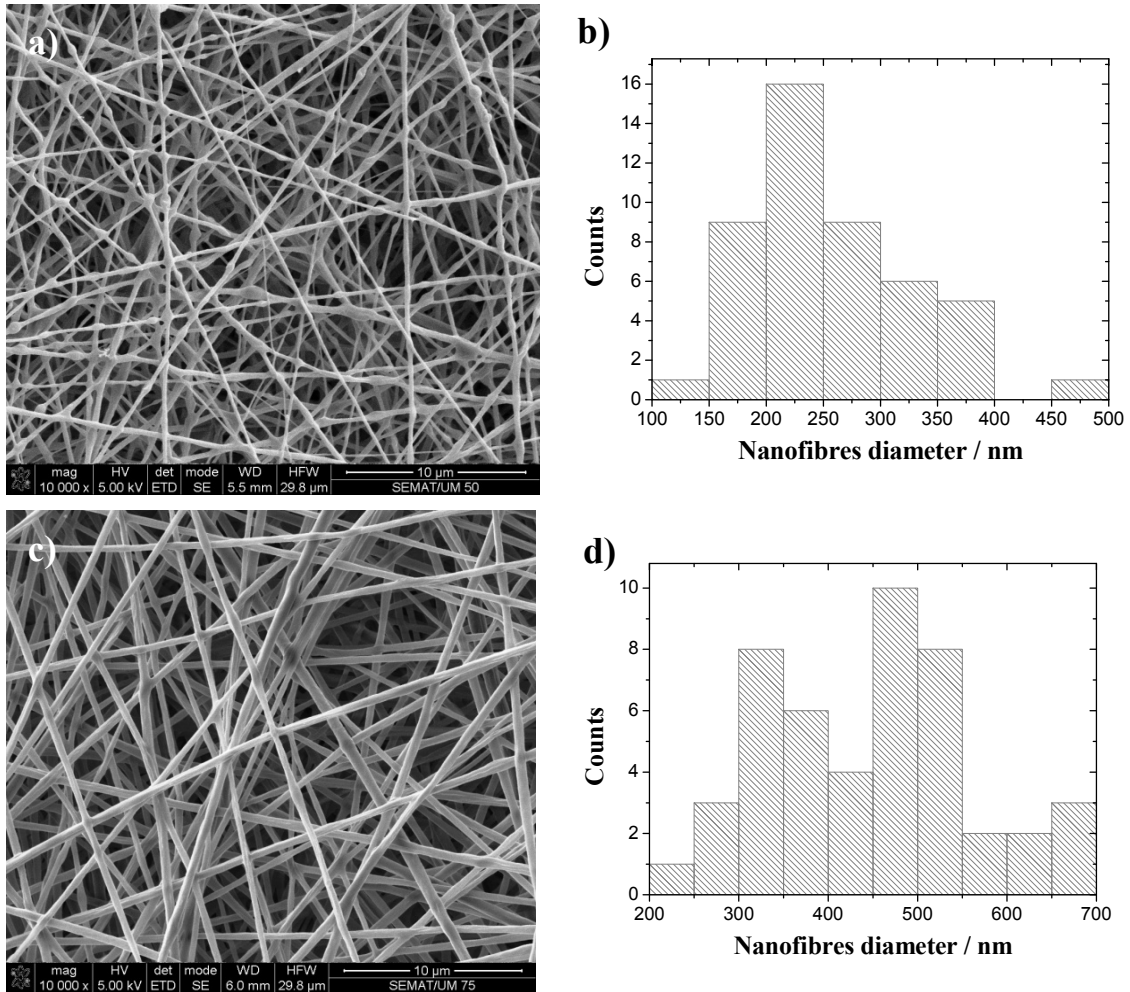 a)
mag HV det mode WD HFW 10 µm
10 000 x 5.00 kV ETD SE 5.5 mm 29.8 µm SEMAT/UM 50
b)
16
14
12
10
8
6
4
2
0
Counts
100 150 200 250 300 350 400 450 500
Nanofibres diameter / nm
c)
mag HV det mode WD HFW 10 µm
10 000 x 5.00 kV ETD SE 6.0 mm 29.8 µm SEMAT/UM 75
d)
10
8
6
4
2
0
Counts
200 300 400 500 600 700
Nanofibres diameter / nm